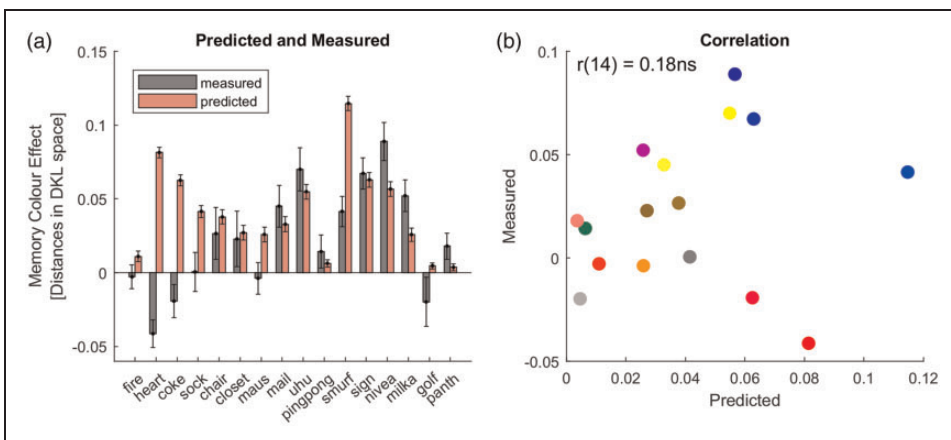 (a)
Predicted and Measured
0.15
0.1
0.05
0
-0.05
Memory Colour Effect
[Distances in DKL space]
measured
predicted
fire
heart
coke
sock
chair
closet
maus
mail
uhu
pingpong
smurf
sign
nivea
milka
golf
panth
(b)
Correlation
r(14) = 0.18ns
0.1
0.05
0
-0.05
Measured
0
0.02
0.04
0.06
0.08
0.1
0.12
Predicted